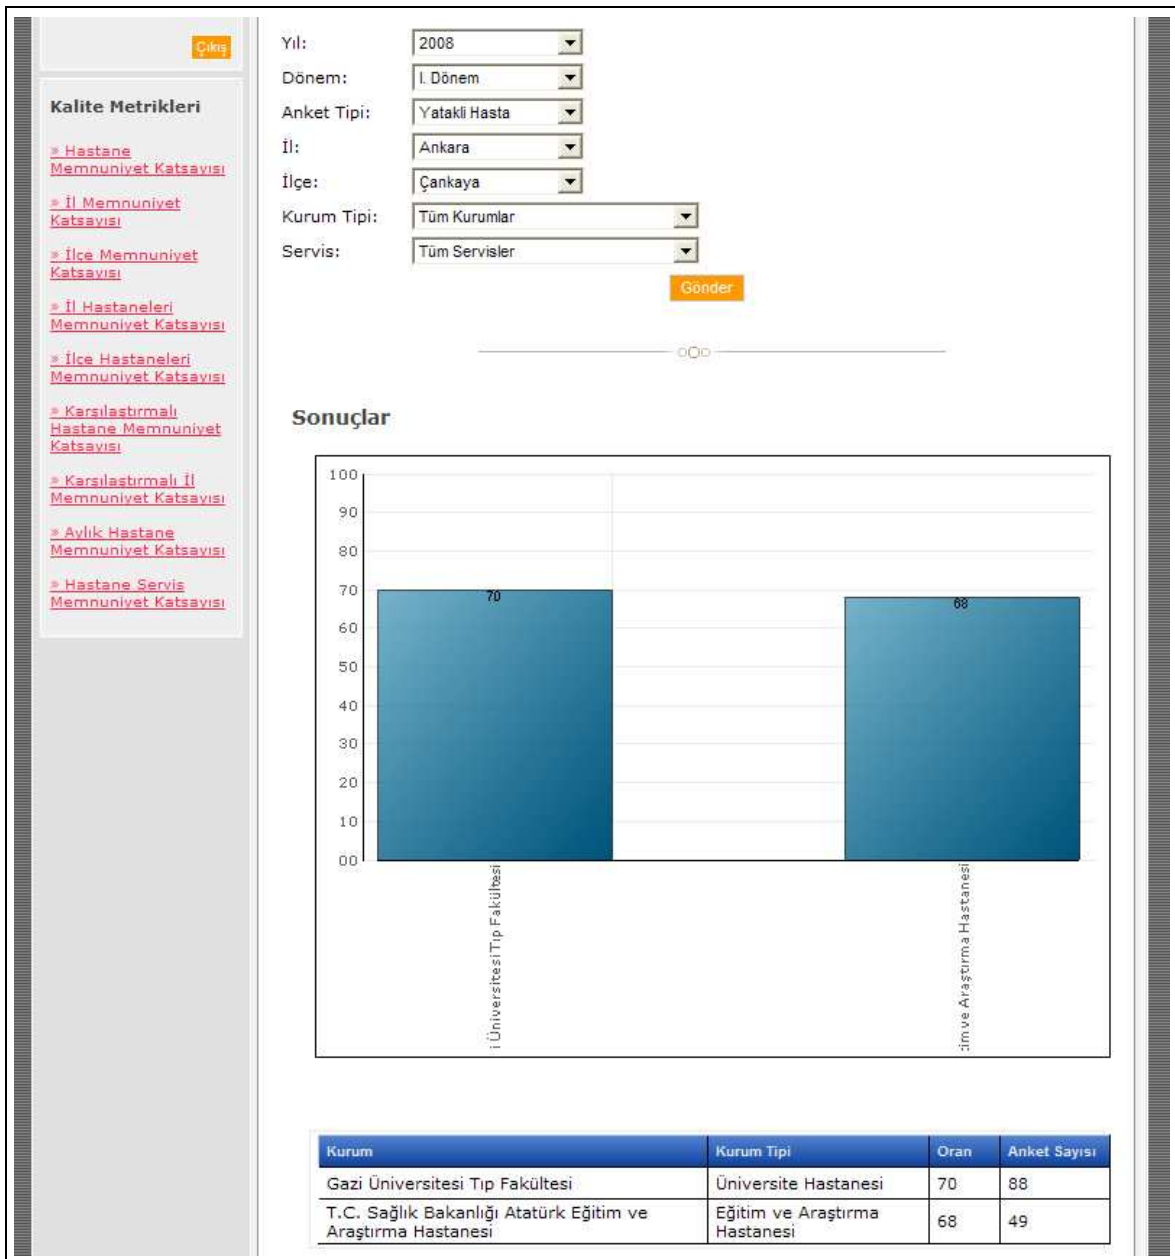 Çıkış
Kalite Metrikleri
» Hastane
Memnuniyet Katsayısı
» İl Memnuniyet
Katsayısı
» İlçe Memnuniyet
Katsayısı
» İl Hastaneleri
Memnuniyet Katsayısı
» İlçe Hastaneleri
Memnuniyet Katsayısı
» Karşılaştırmalı
Hastane Memnuniyet
Katsayısı
» Karşılaştırmalı İl
Memnuniyet Katsayısı
» Aylık Hastane
Memnuniyet Katsayısı
» Hastane Servis
Memnuniyet Katsayısı
Yıl: 2008
Dönem: I. Dönem
Anket Tipi: Yatakli Hasta
İl: Ankara
İlçe: Çankaya
Kurum Tipi: Tüm Kurumlar
Servis: Tüm Servisler
Gönder
Sonuçlar
100
90
80
70
60
50
40
30
20
10
00
70
68
i Üniversitesi Tıp Fakültesi
tim ve Araştırma Hastanesi
Kurum Kurum Tipi Oran Anket Sayısı
Gazi Üniversitesi Tıp Fakültesi Üniversite Hastanesi 70 88
T.C. Sağlık Bakanlığı Atatürk Eğitim ve Eğitim ve Araştırma 68 49
Araştırma Hastanesi Hastanesi